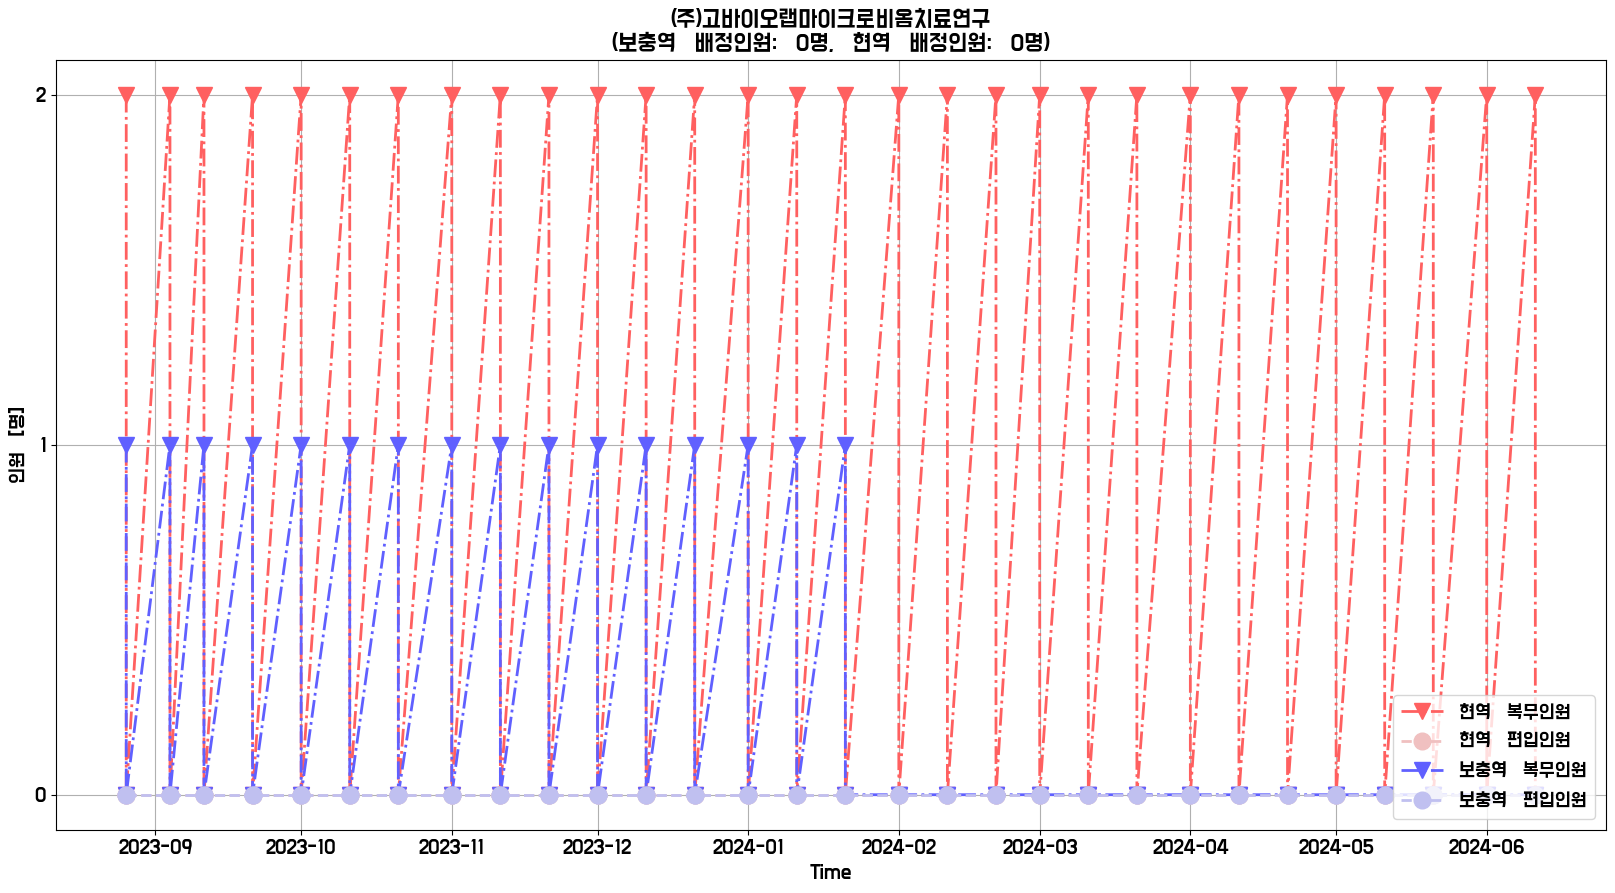 (주)고바이오랩마이크로비옴치료연구
(보충역 배정인원: 0명, 현역 배정인원: 0명)
인원 [명]
2
1
0
현역 복무인원
현역 편입인원
보충역 복무인원
보충역 편입인원
2023-09 2023-10 2023-11 2023-12 2024-01 2024-02 2024-03 2024-04 2024-05 2024-06
Time